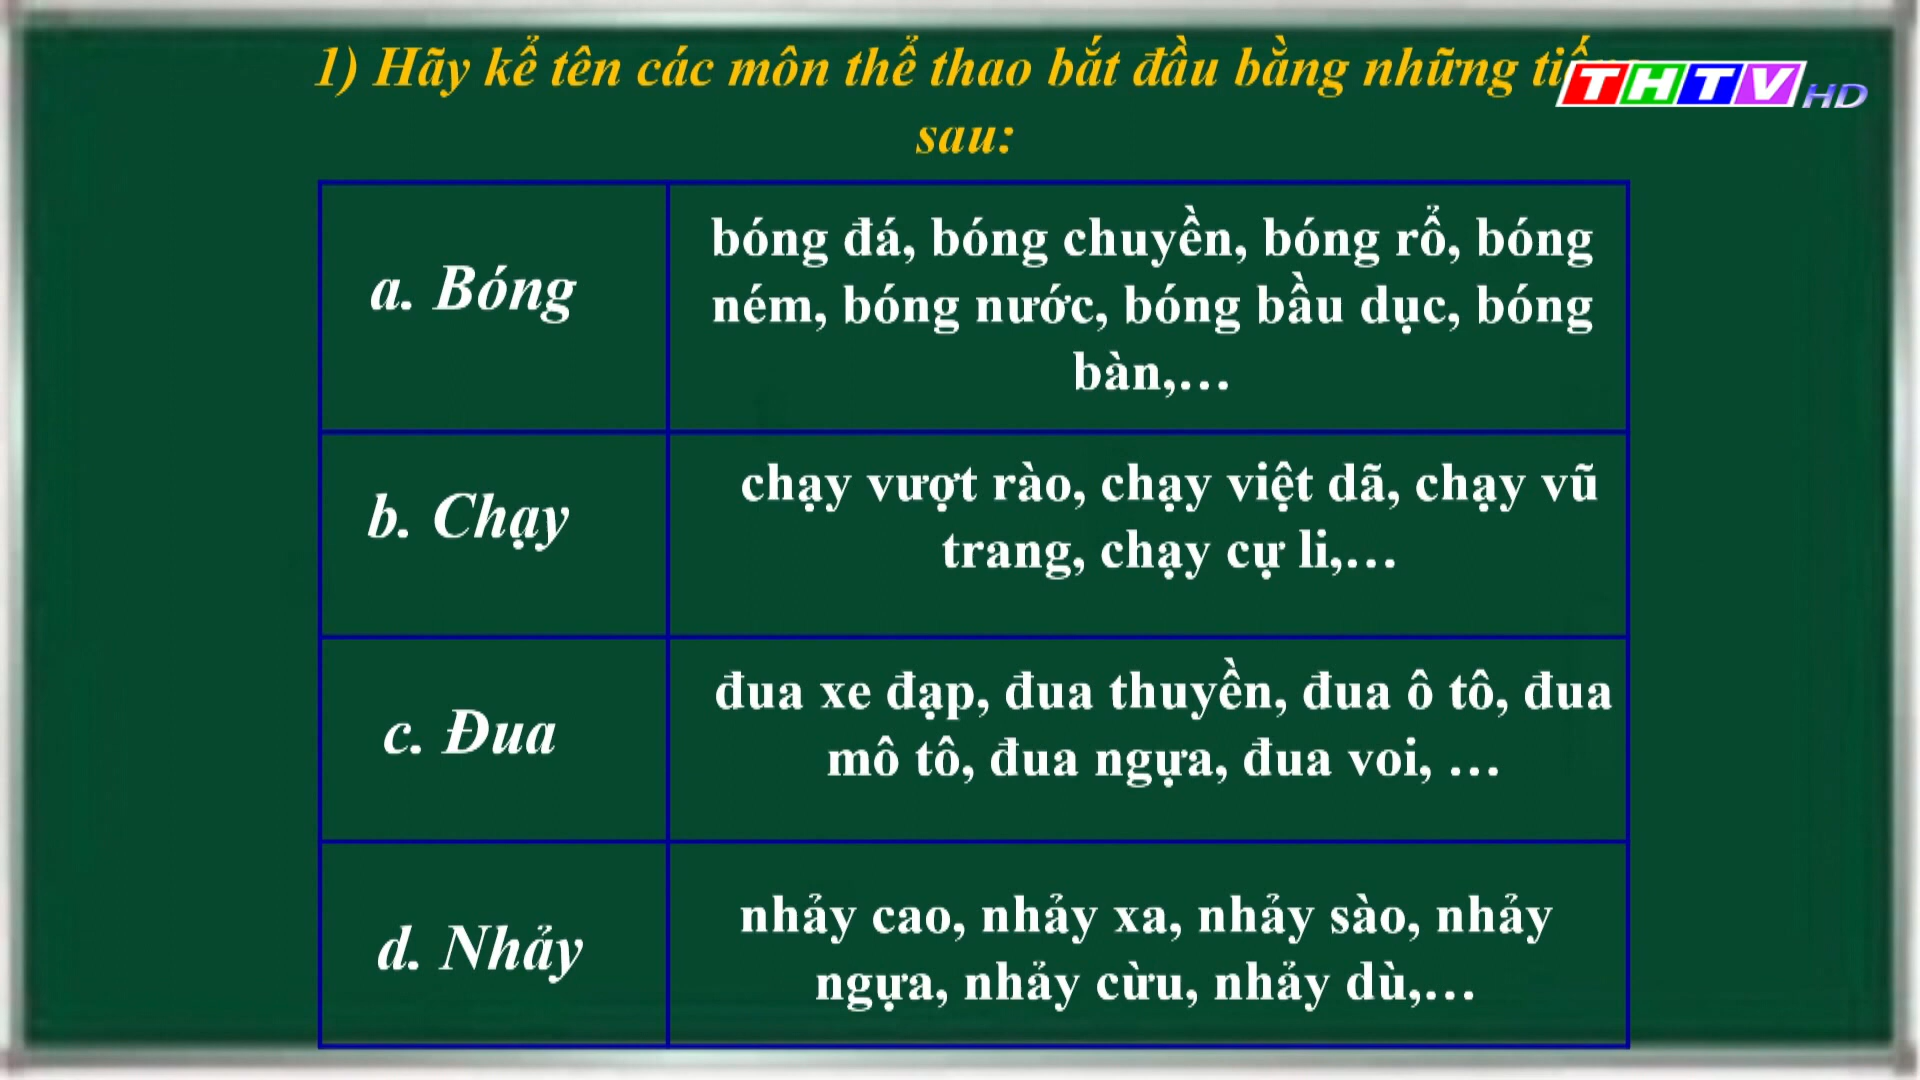 1) Hãy kể tên các môn thể thao bắt đầu bằng những
THTV HD
sau:
a. Bóng
bóng đá, bóng chuyền, bóng rổ, bóng
ném, bóng nước, bóng bầu dục, bóng
bàn,…
b. Chạy
chạy vượt rào, chạy việt dã, chạy vũ
trang, chạy cự li,…
c. Đua
đua xe đạp, đua thuyền, đua ô tô, đua
mô tô, đua ngựa, đua voi, …
d. Nhảy
nhảy cao, nhảy xa, nhảy sào, nhảy
ngựa, nhảy cừu, nhảy dù,…